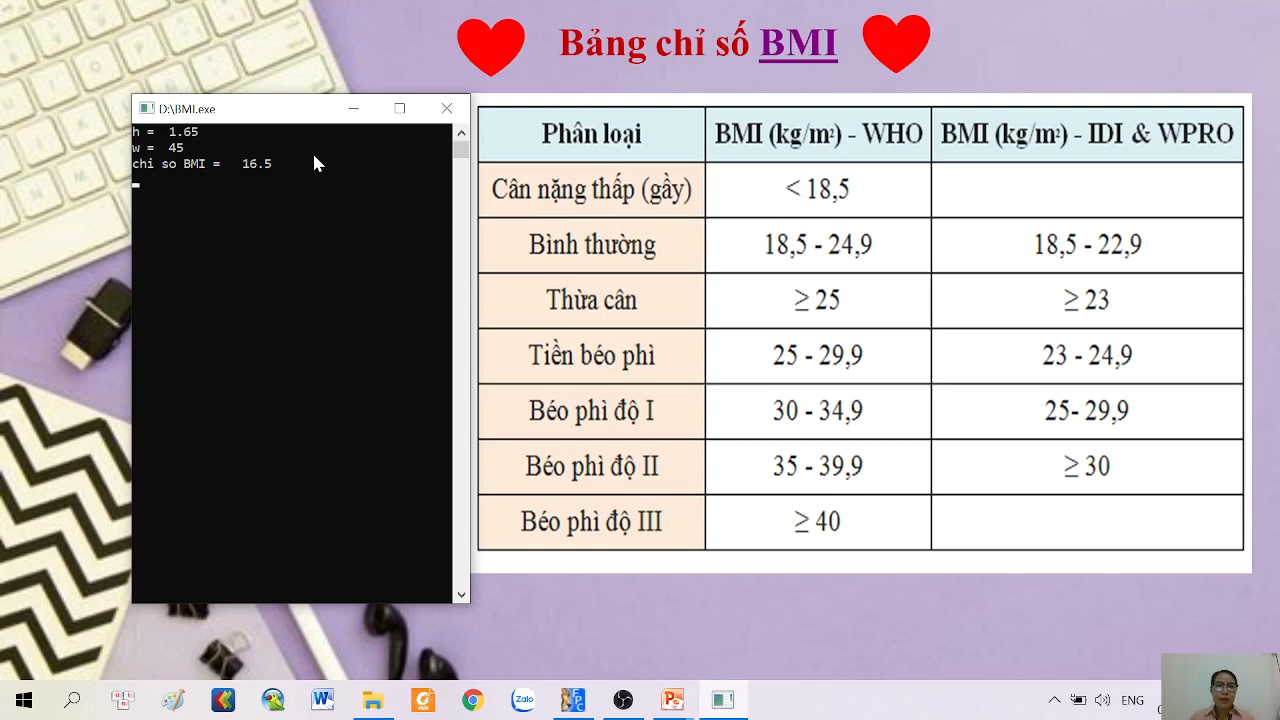 Bảng chỉ số BMI
D:\BMI.exe
h = 1.65
w = 45
chi so BMI = 16.5
Phân loại BMI (kg/m²) - WHO BMI (kg/m²) - IDI & WPRO
Cân nặng thấp (gầy) < 18,5
Bình thường 18,5 - 24,9 18,5 - 22,9
Thừa cân ≥ 25 ≥ 23
Tiền béo phì 25 - 29,9 23 - 24,9
Béo phì độ I 30 - 34,9 25- 29,9
Béo phì độ II 35 - 39,9 ≥ 30
Béo phì độ III ≥ 40
Zalo
ENG